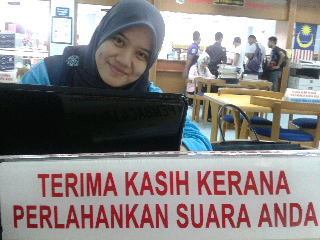 TERIMA KASIH KERANA
PERLAHANKAN SUARA ANDA